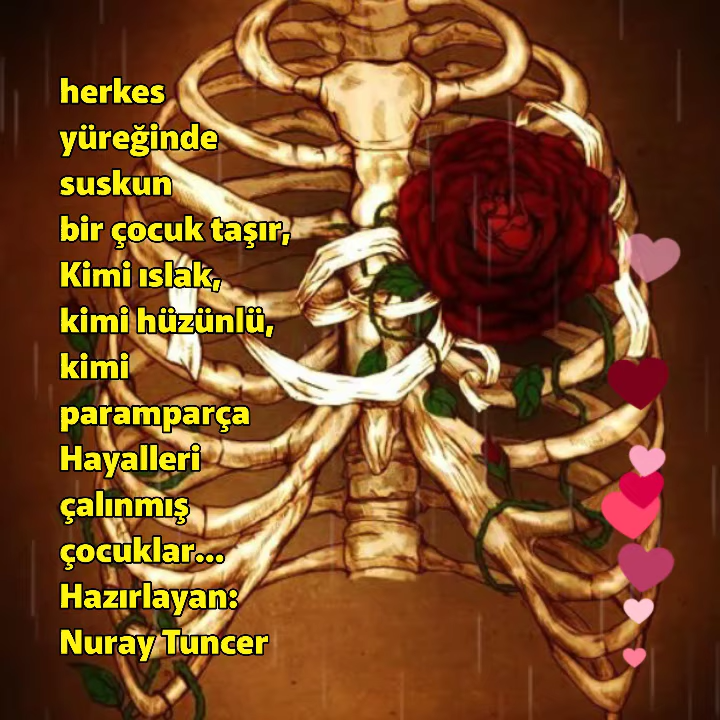 herkes
yüreğinde
suskun
bir çocuk taşır,
Kimi ıslak,
kimi hüzünlü,
kimi
paramparça
Hayalleri
çalınmış
çocuklar...
Hazırlayan:
Nuray Tuncer